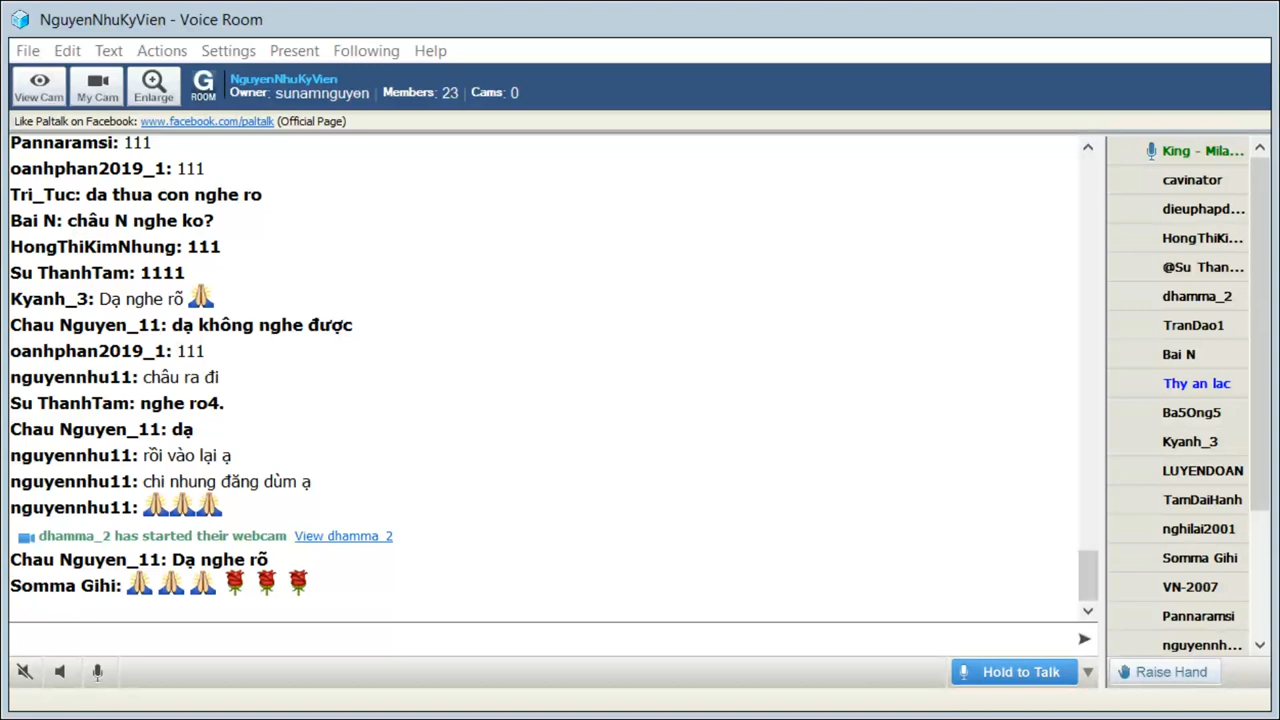 NguyenNhuKyVien - Voice Room
File Edit Text Actions Settings Present Following Help
View Cam
My Cam
Enlarge
G
ROOM
NguyenNhuKyVien
Owner: sunamnguyen | Members: 23 | Cams: 0
Like Paltalk on Facebook: www.facebook.com/paltalk (Official Page)
Pannaramsi: 111
oanhphan2019_1: 111
Tri_Tuc: da thua con nghe ro
Bai N: châu N nghe ko?
HongThiKimNhung: 111
Su ThanhTam: 1111
Kyanh_3: Dạ nghe rõ 🙏
Chau Nguyen_11: dạ không nghe được
oanhphan2019_1: 111
nguyennhu11: châu ra đi
Su ThanhTam: nghe ro4.
Chau Nguyen_11: dạ
nguyennhu11: rồi vào lại ạ
nguyennhu11: chi nhung đăng dùm ạ
nguyennhu11: 🙏🙏🙏
dhamma_2 has started their webcam View dhamma_2
Chau Nguyen_11: Dạ nghe rõ
Somma Gihi: 🙏 🙏 🙏 🌹 🌹 🌹
King - Mila...
cavinator
dieuphapd...
HongThiKi...
@Su Than...
dhamma_2
TranDao1
Bai N
Thy an lac
Ba5Ong5
Kyanh_3
LUYENDOAN
TamDaiHanh
nghilai2001
Somma Gihi
VN-2007
Pannaramsi
nguyennh...
Hold to Talk
Raise Hand